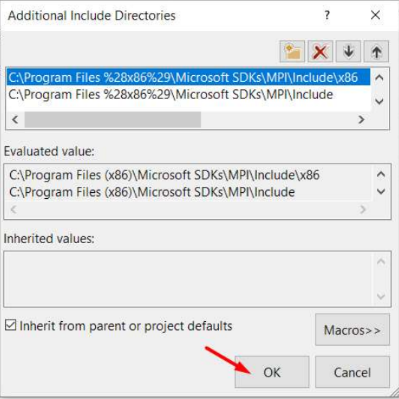 Additional Include Directories
C:\Program Files %28x86%29\Microsoft SDKs\MPI\Include\x86
C:\Program Files %28x86%29\Microsoft SDKs\MPI\Include
Evaluated value:
C:\Program Files (x86)\Microsoft SDKs\MPI\Include\x86
C:\Program Files (x86)\Microsoft SDKs\MPI\Include
Inherited values:
Inherit from parent or project defaults
Macros>>
OK
Cancel